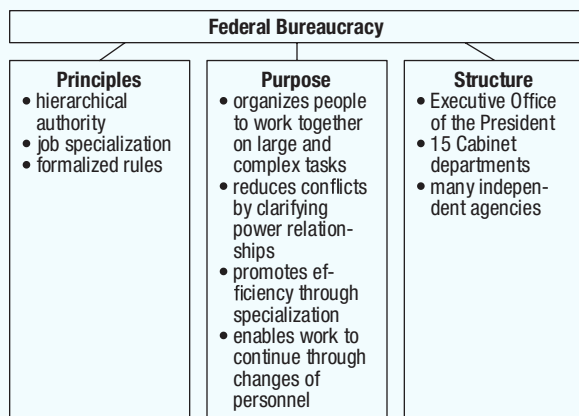 Federal Bureaucracy
Principles
• hierarchical
authority
• job specialization
• formalized rules
Purpose
• organizes people
to work together
on large and
complex tasks
• reduces conflicts
by clarifying
power relation-
ships
• promotes ef-
ficiency through
specialization
• enables work to
continue through
changes of
personnel
Structure
• Executive Office
of the President
• 15 Cabinet
departments
• many indepen-
dent agencies